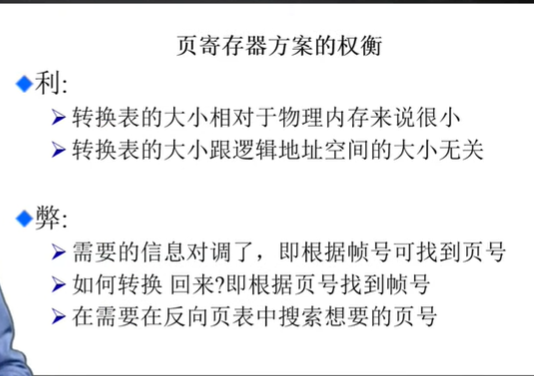 页寄存器方案的权衡
利:
转换表的大小相对于物理内存来说很小
转换表的大小跟逻辑地址空间的大小无关
弊:
需要的信息对调了，即根据帧号可找到页号
如何转换 回来?即根据页号找到帧号
在需要在反向页表中搜索想要的页号